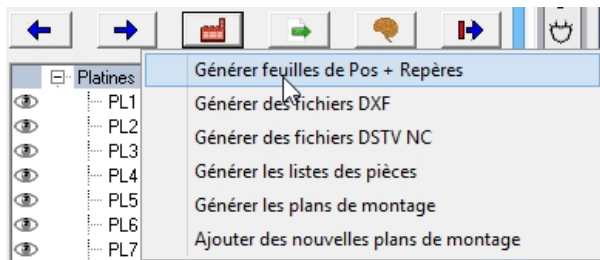 Platines
PL1
PL2
PL3
PL4
PL5
PL6
PL7
Générer feuilles de Pos + Repères
Générer des fichiers DXF
Générer des fichiers DSTV NC
Générer les listes des pièces
Générer les plans de montage
Ajouter des nouvelles plans de montage